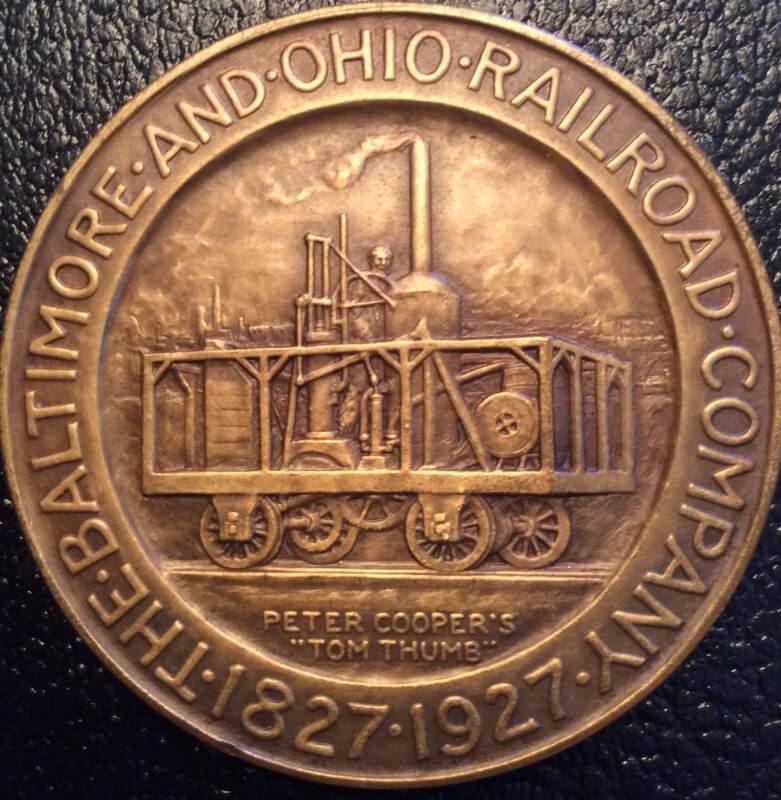 THE·BALTIMORE·AND·OHIO·RAILROAD·COMPANY·
1827·1927·
PETER COOPER'S
"TOM THUMB"